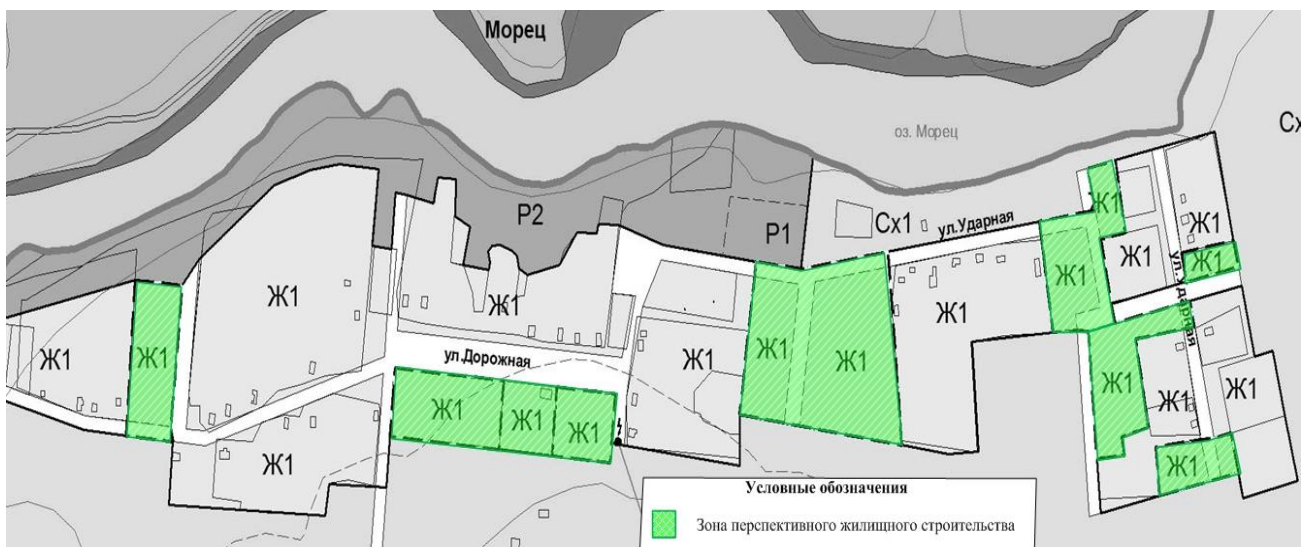 Морец
оз. Морец
Сх
Р2
Р1
Сх1
ул.Ударная
Ж1
Ж1
Ж1
Ж1
Ж1
Ж1
Ж1
Ж1
ул.Ударная
Ж1
Ж1
Ж1
Ж1
Ж1
ул.Дорожная
Ж1
Ж1
Ж1
Ж1
Ж1
Ж1
Ж1
Ж1
Ж1
Условные обозначения
Зона перспективного жилищного строительства